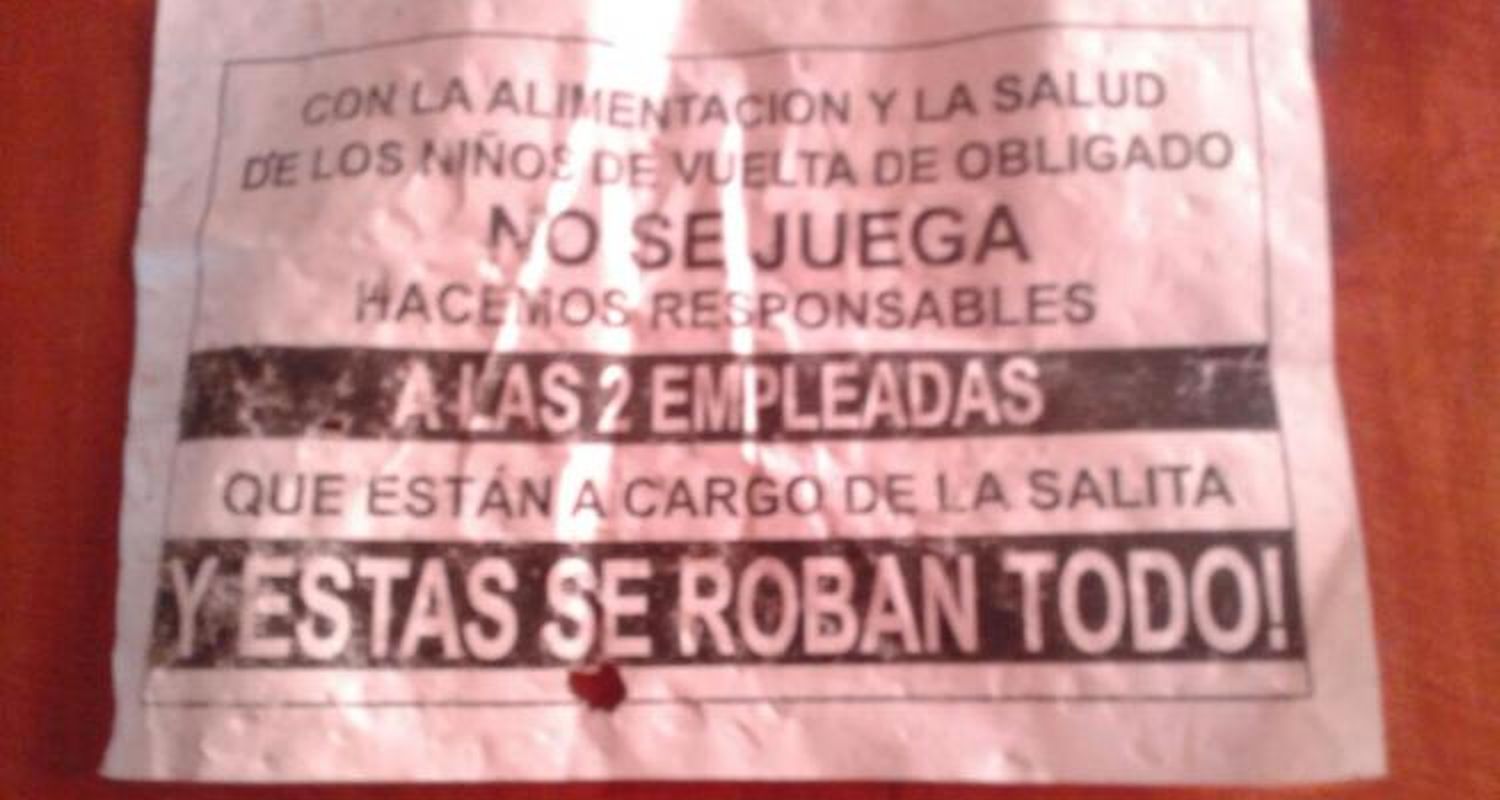 CON LA ALIMENTACION Y LA SALUD
DE LOS NIÑOS DE VUELTA DE OBLIGADO
NO SE JUEGA
HACEMOS RESPONSABLES
A LAS 2 EMPLEADAS
QUE ESTÁN A CARGO DE LA SALITA
Y ESTAS SE ROBAN TODO!